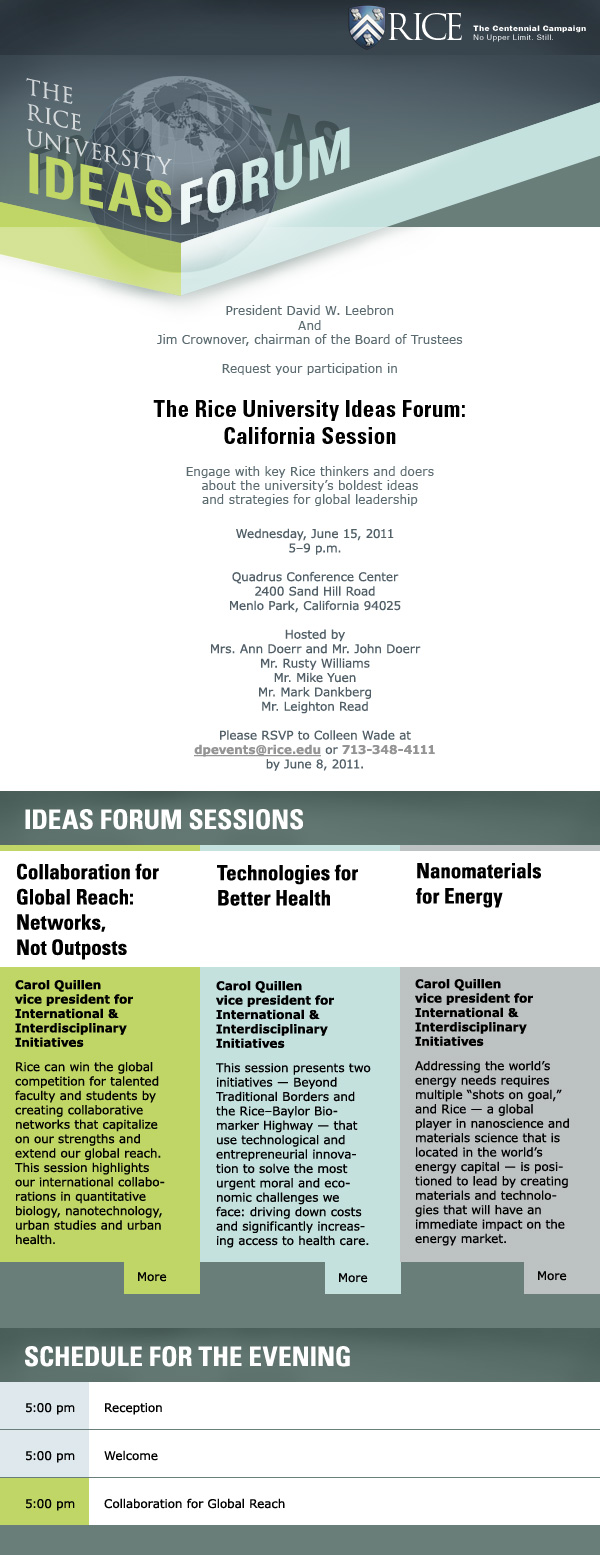 RICE
The Centennial Campaign
No Upper Limit. Still.
THE
RICE
UNIVERSITY
IDEAS FORUM
IDEAS
President David W. Leebron
And
Jim Crownover, chairman of the Board of Trustees
Request your participation in
The Rice University Ideas Forum:
California Session
Engage with key Rice thinkers and doers
about the university’s boldest ideas
and strategies for global leadership
Wednesday, June 15, 2011
5–9 p.m.
Quadrus Conference Center
2400 Sand Hill Road
Menlo Park, California 94025
Hosted by
Mrs. Ann Doerr and Mr. John Doerr
Mr. Rusty Williams
Mr. Mike Yuen
Mr. Mark Dankberg
Mr. Leighton Read
Please RSVP to Colleen Wade at
dpevents@rice.edu or 713-348-4111
by June 8, 2011.
IDEAS FORUM SESSIONS
Collaboration for
Global Reach:
Networks,
Not Outposts
Carol Quillen
vice president for
International &
Interdisciplinary
Initiatives
Rice can win the global
competition for talented
faculty and students by
creating collaborative
networks that capitalize
on our strengths and
extend our global reach.
This session highlights
our international collabo-
rations in quantitative
biology, nanotechnology,
urban studies and urban
health.
More
Technologies for
Better Health
Carol Quillen
vice president for
International &
Interdisciplinary
Initiatives
This session presents two
initiatives — Beyond
Traditional Borders and
the Rice–Baylor Bio-
marker Highway — that
use technological and
entrepreneurial innova-
tion to solve the most
urgent moral and eco-
nomic challenges we
face: driving down costs
and significantly increas-
ing access to health care.
More
Nanomaterials
for Energy
Carol Quillen
vice president for
International &
Interdisciplinary
Initiatives
Addressing the world’s
energy needs requires
multiple “shots on goal,”
and Rice — a global
player in nanoscience and
materials science that is
located in the world’s
energy capital — is posi-
tioned to lead by creating
materials and technolo-
gies that will have an
immediate impact on the
energy market.
More
SCHEDULE FOR THE EVENING
5:00 pm Reception
5:00 pm Welcome
5:00 pm Collaboration for Global Reach